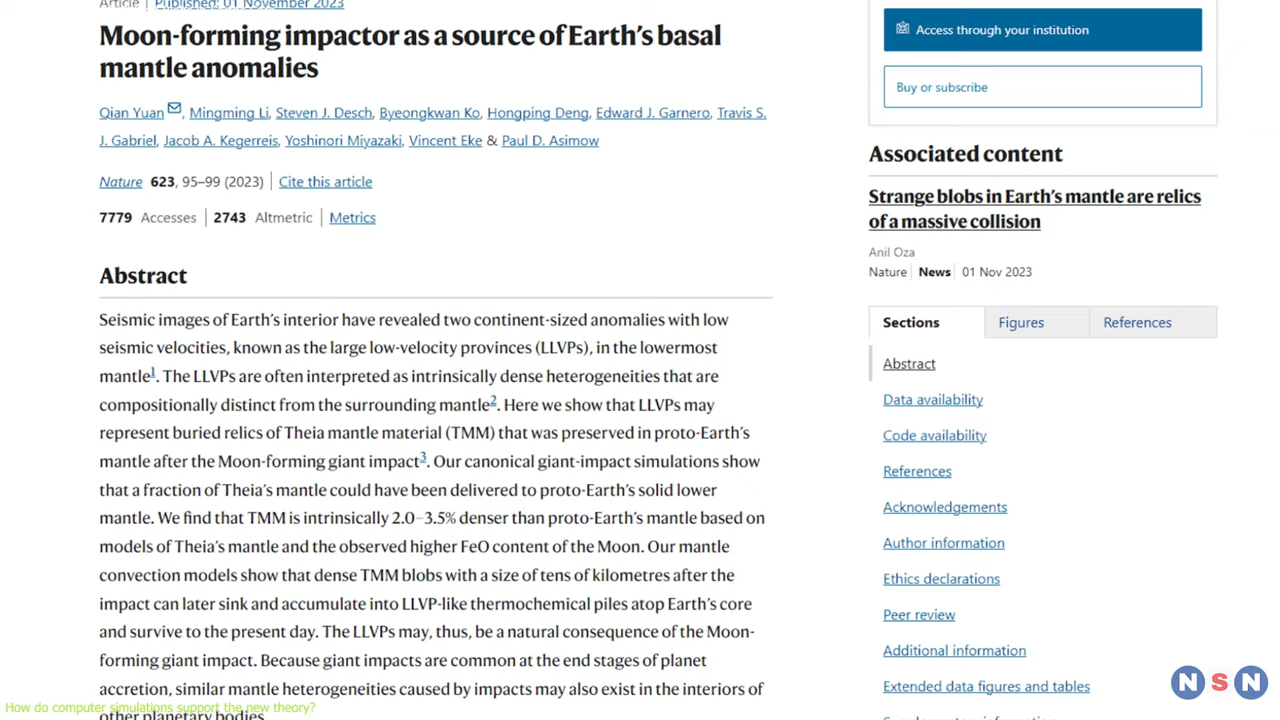 Article | Published: 01 November 2023
Moon-forming impactor as a source of Earth's basal
mantle anomalies
Qian Yuan, Mingming Li, Steven J. Desch, Byeongkwan Ko, Hongping Deng, Edward J. Garnero, Travis S.
J. Gabriel, Jacob A. Kegerreis, Yoshinori Miyazaki, Vincent Eke & Paul D. Asimow
Nature 623, 95–99 (2023) | Cite this article
7779 Accesses | 2743 Altmetric | Metrics
Abstract
Seismic images of Earth's interior have revealed two continent-sized anomalies with low
seismic velocities, known as the large low-velocity provinces (LLVPs), in the lowermost
mantle1. The LLVPs are often interpreted as intrinsically dense heterogeneities that are
compositionally distinct from the surrounding mantle2. Here we show that LLVPs may
represent buried relics of Theia mantle material (TMM) that was preserved in proto-Earth's
mantle after the Moon-forming giant impact3. Our canonical giant-impact simulations show
that a fraction of Theia's mantle could have been delivered to proto-Earth's solid lower
mantle. We find that TMM is intrinsically 2.0–3.5% denser than proto-Earth's mantle based on
models of Theia's mantle and the observed higher FeO content of the Moon. Our mantle
convection models show that dense TMM blobs with a size of tens of kilometres after the
impact can later sink and accumulate into LLVP-like thermochemical piles atop Earth's core
and survive to the present day. The LLVPs may, thus, be a natural consequence of the Moon-
forming giant impact. Because giant impacts are common at the end stages of planet
accretion, similar mantle heterogeneities caused by impacts may also exist in the interiors of
other planetary bodies.
How do computer simulations support the new theory?
Access through your institution
Buy or subscribe
Associated content
Strange blobs in Earth's mantle are relics
of a massive collision
Anil Oza
Nature | News | 01 Nov 2023
Sections Figures References
Abstract
Data availability
Code availability
References
Acknowledgements
Author information
Ethics declarations
Peer review
Additional information
Extended data figures and tables
N S N